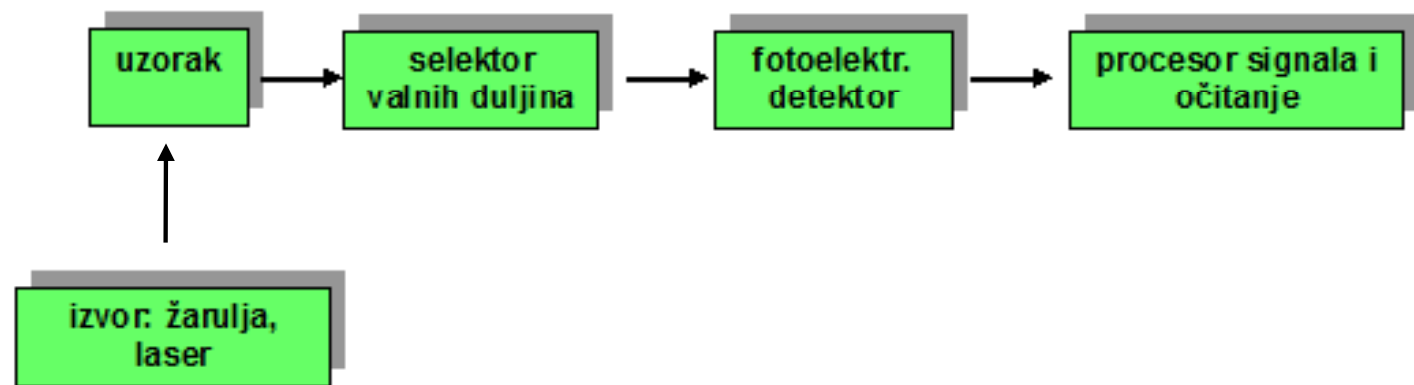 uzorak
selektor
valnih duljina
fotoelektr.
detektor
procesor signala i
očitanje
izvor: žarulja,
laser